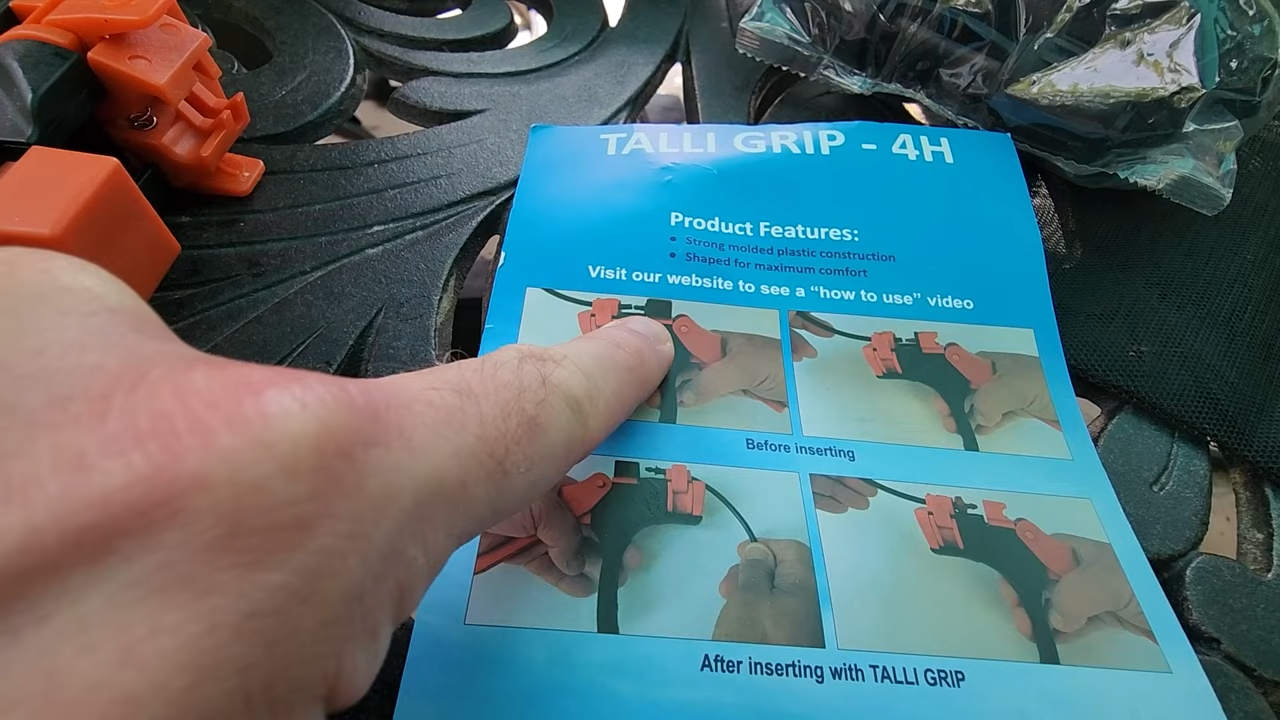 TALLI GRIP - 4H
Product Features:
• Strong molded plastic construction
• Shaped for maximum comfort
Visit our website to see a “how to use” video
Before inserting
After inserting with TALLI GRIP